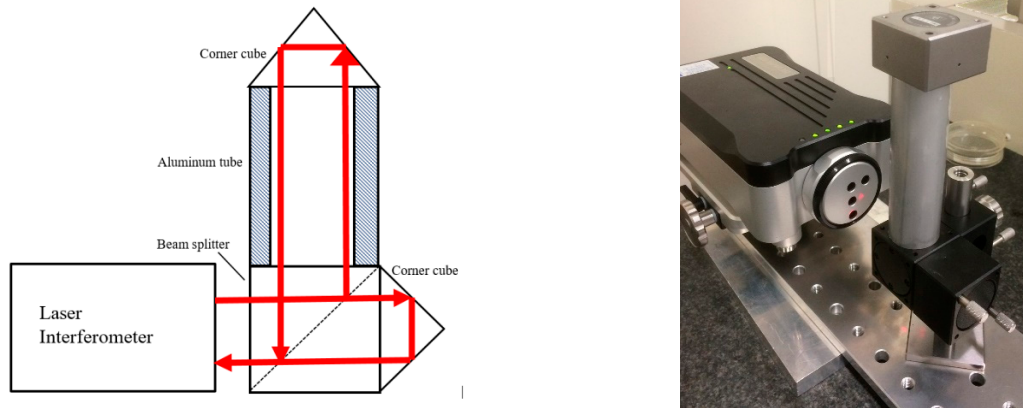 Corner cube
Aluminum tube
Beam splitter
Corner cube
Laser
Interferometer